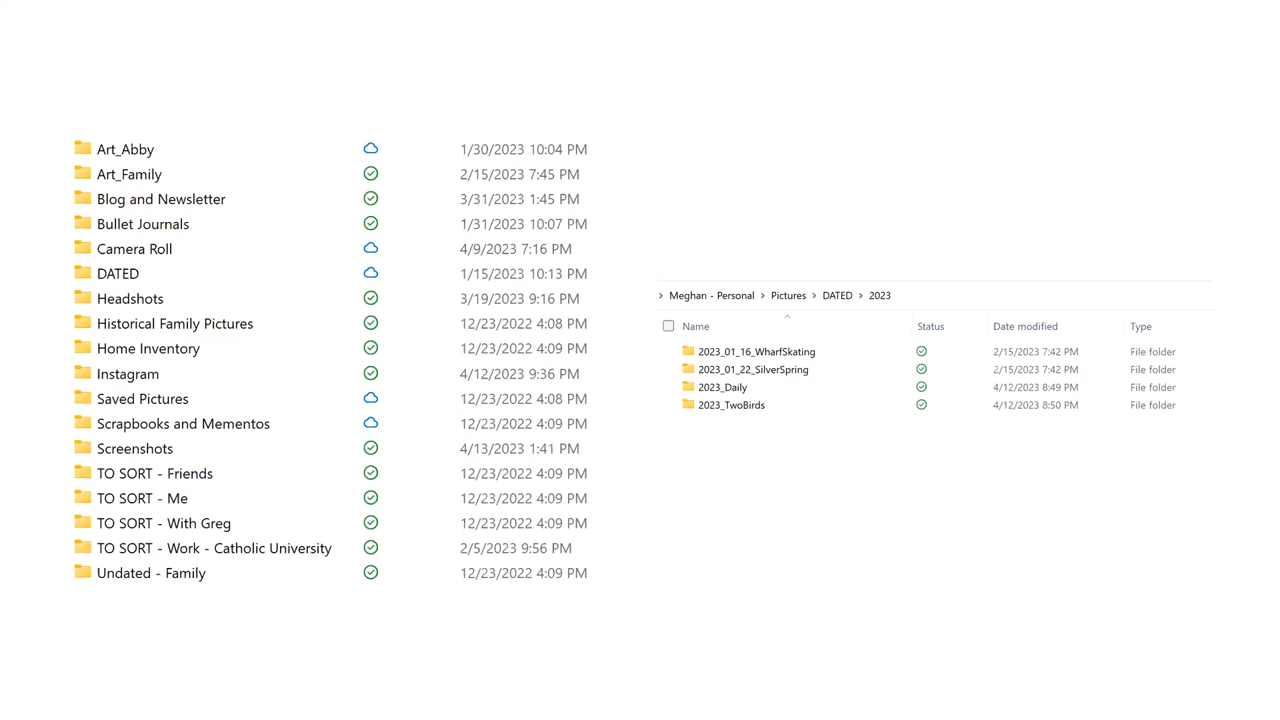 Art_Abby 1/30/2023 10:04 PM
Art_Family 2/15/2023 7:45 PM
Blog and Newsletter 3/31/2023 1:45 PM
Bullet Journals 1/31/2023 10:07 PM
Camera Roll 4/9/2023 7:16 PM
DATED 1/15/2023 10:13 PM
Headshots 3/19/2023 9:16 PM
Historical Family Pictures 12/23/2022 4:08 PM
Home Inventory 12/23/2022 4:09 PM
Instagram 4/12/2023 9:36 PM
Saved Pictures 12/23/2022 4:08 PM
Scrapbooks and Mementos 12/23/2022 4:09 PM
Screenshots 4/13/2023 1:41 PM
TO SORT - Friends 12/23/2022 4:09 PM
TO SORT - Me 12/23/2022 4:09 PM
TO SORT - With Greg 12/23/2022 4:09 PM
TO SORT - Work - Catholic University 2/5/2023 9:56 PM
Undated - Family 12/23/2022 4:09 PM
> Meghan - Personal > Pictures > DATED > 2023
Name Status Date modified Type
2023_01_16_WharfSkating 2/15/2023 7:42 PM File folder
2023_01_22_SilverSpring 2/15/2023 7:42 PM File folder
2023_Daily 4/12/2023 8:49 PM File folder
2023_TwoBirds 4/12/2023 8:50 PM File folder